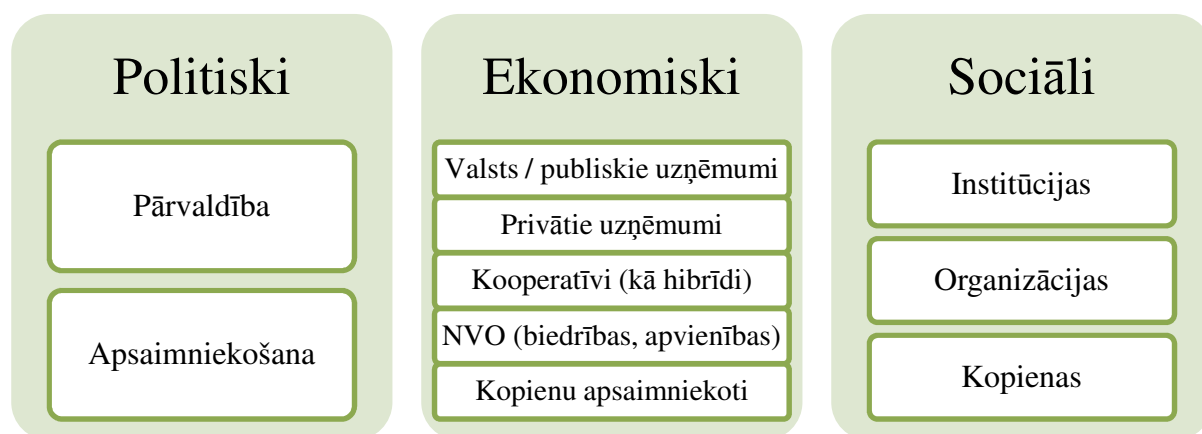 Politiski
Pārvaldība
Apsaimniekošana
Ekonomiski
Valsts / publiskie uzņēmumi
Privātie uzņēmumi
Kooperatīvi (kā hibrīdi)
NVO (biedrības, apvienības)
Kopienu apsaimniekoti
Sociāli
Institūcijas
Organizācijas
Kopienas